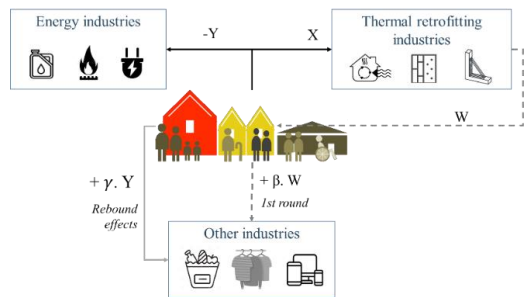 Energy industries
Thermal retrofitting
industries
-Y
X
W
+ γ. Y
Rebound
effects
+ β. W
1st round
Other industries